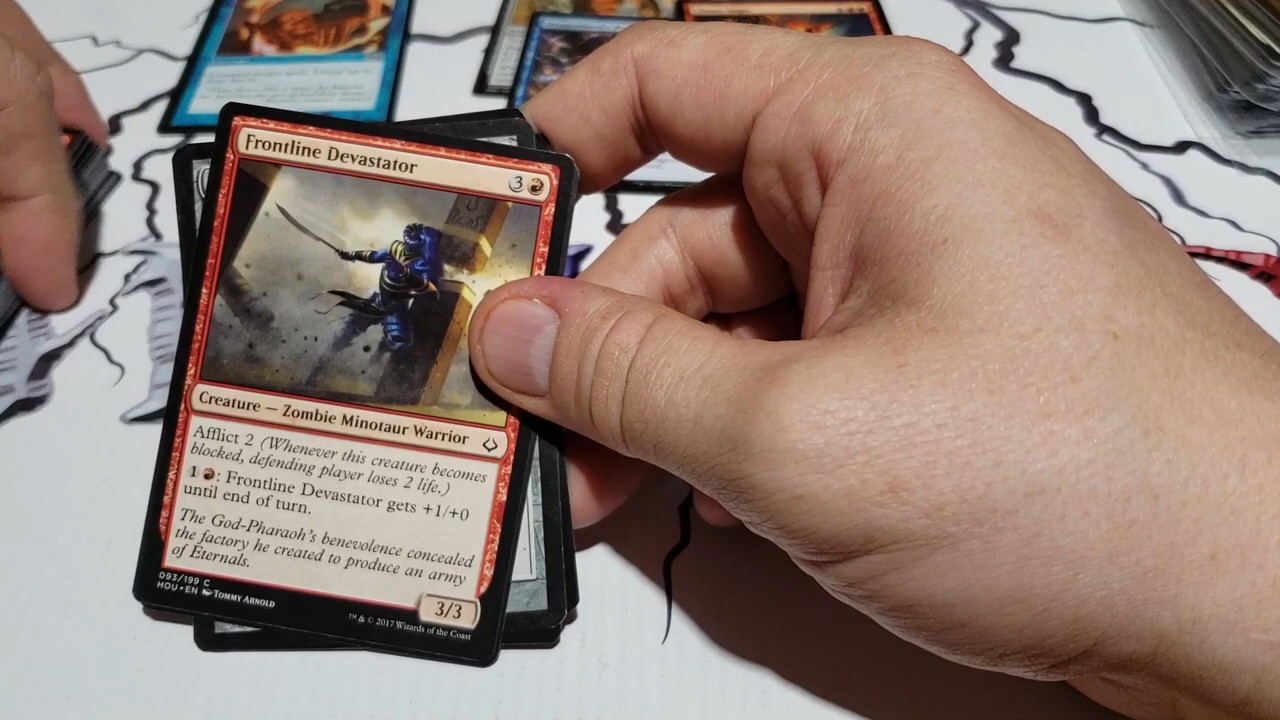 Frontline Devastator
3
Creature — Zombie Minotaur Warrior
Afflict 2 (Whenever this creature becomes
blocked, defending player loses 2 life.)
1 : Frontline Devastator gets +1/+0
until end of turn.
The God-Pharaoh's benevolence concealed
the factory he created to produce an army
of Eternals.
093/199 C
HOU • EN Tommy Arnold
3/3
™ & © 2017 Wizards of the Coast